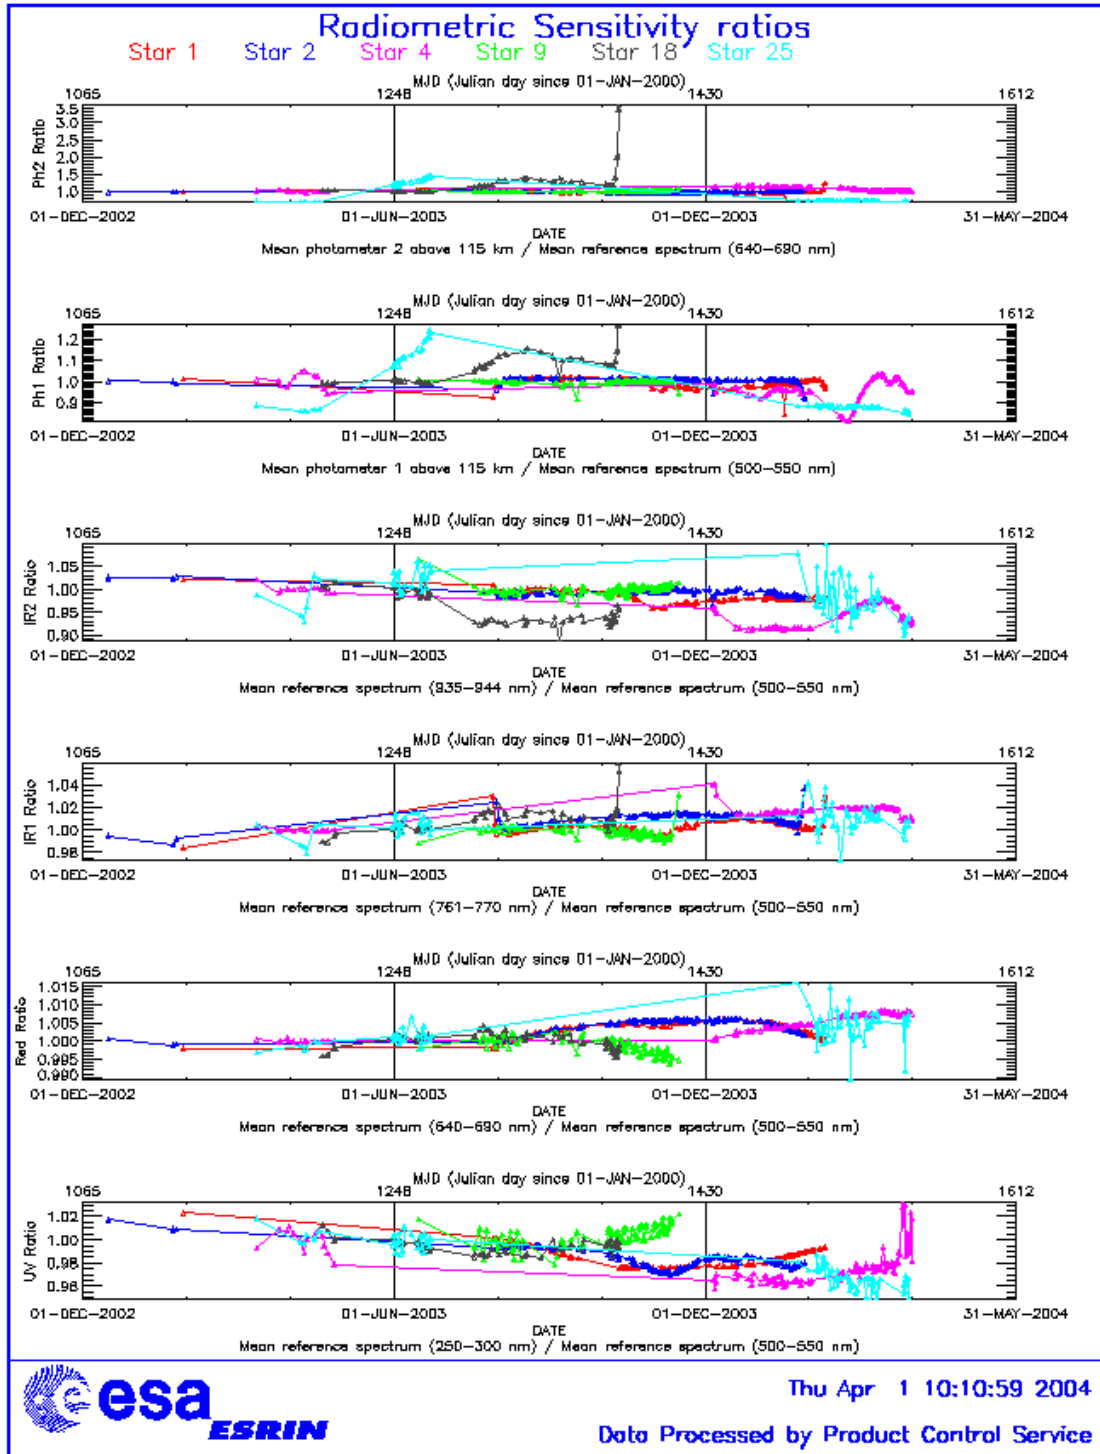 Radiometric Sensitivity ratios
Star 1 Star 2 Star 4 Star 9 Star 18 Star 25
MJD (Julian day since 01-JAN-2000)
1065 1248 1430 1612
Ph2 Ratio
3.5
3.0
2.5
2.0
1.5
1.0
01-DEC-2002 01-JUN-2003 01-DEC-2003 31-MAY-2004
DATE
Mean photometer 2 above 115 km / Mean reference spectrum (640-690 nm)
MJD (Julian day since 01-JAN-2000)
1065 1248 1430 1612
Ph1 Ratio
1.2
1.1
1.0
0.9
01-DEC-2002 01-JUN-2003 01-DEC-2003 31-MAY-2004
DATE
Mean photometer 1 above 115 km / Mean reference spectrum (500-550 nm)
MJD (Julian day since 01-JAN-2000)
1065 1248 1430 1612
IR2 Ratio
1.05
1.00
0.95
0.90
01-DEC-2002 01-JUN-2003 01-DEC-2003 31-MAY-2004
DATE
Mean reference spectrum (935-944 nm) / Mean reference spectrum (500-550 nm)
MJD (Julian day since 01-JAN-2000)
1065 1248 1430 1612
IR1 Ratio
1.04
1.02
1.00
0.98
01-DEC-2002 01-JUN-2003 01-DEC-2003 31-MAY-2004
DATE
Mean reference spectrum (761-770 nm) / Mean reference spectrum (500-550 nm)
MJD (Julian day since 01-JAN-2000)
1065 1248 1430 1612
Red Ratio
1.015
1.010
1.005
1.000
0.995
0.990
01-DEC-2002 01-JUN-2003 01-DEC-2003 31-MAY-2004
DATE
Mean reference spectrum (640-690 nm) / Mean reference spectrum (500-550 nm)
MJD (Julian day since 01-JAN-2000)
1065 1248 1430 1612
UV Ratio
1.02
1.00
0.98
0.96
01-DEC-2002 01-JUN-2003 01-DEC-2003 31-MAY-2004
DATE
Mean reference spectrum (250-300 nm) / Mean reference spectrum (500-550 nm)
esa
ESRIN
Thu Apr 1 10:10:59 2004
Data Processed by Product Control Service